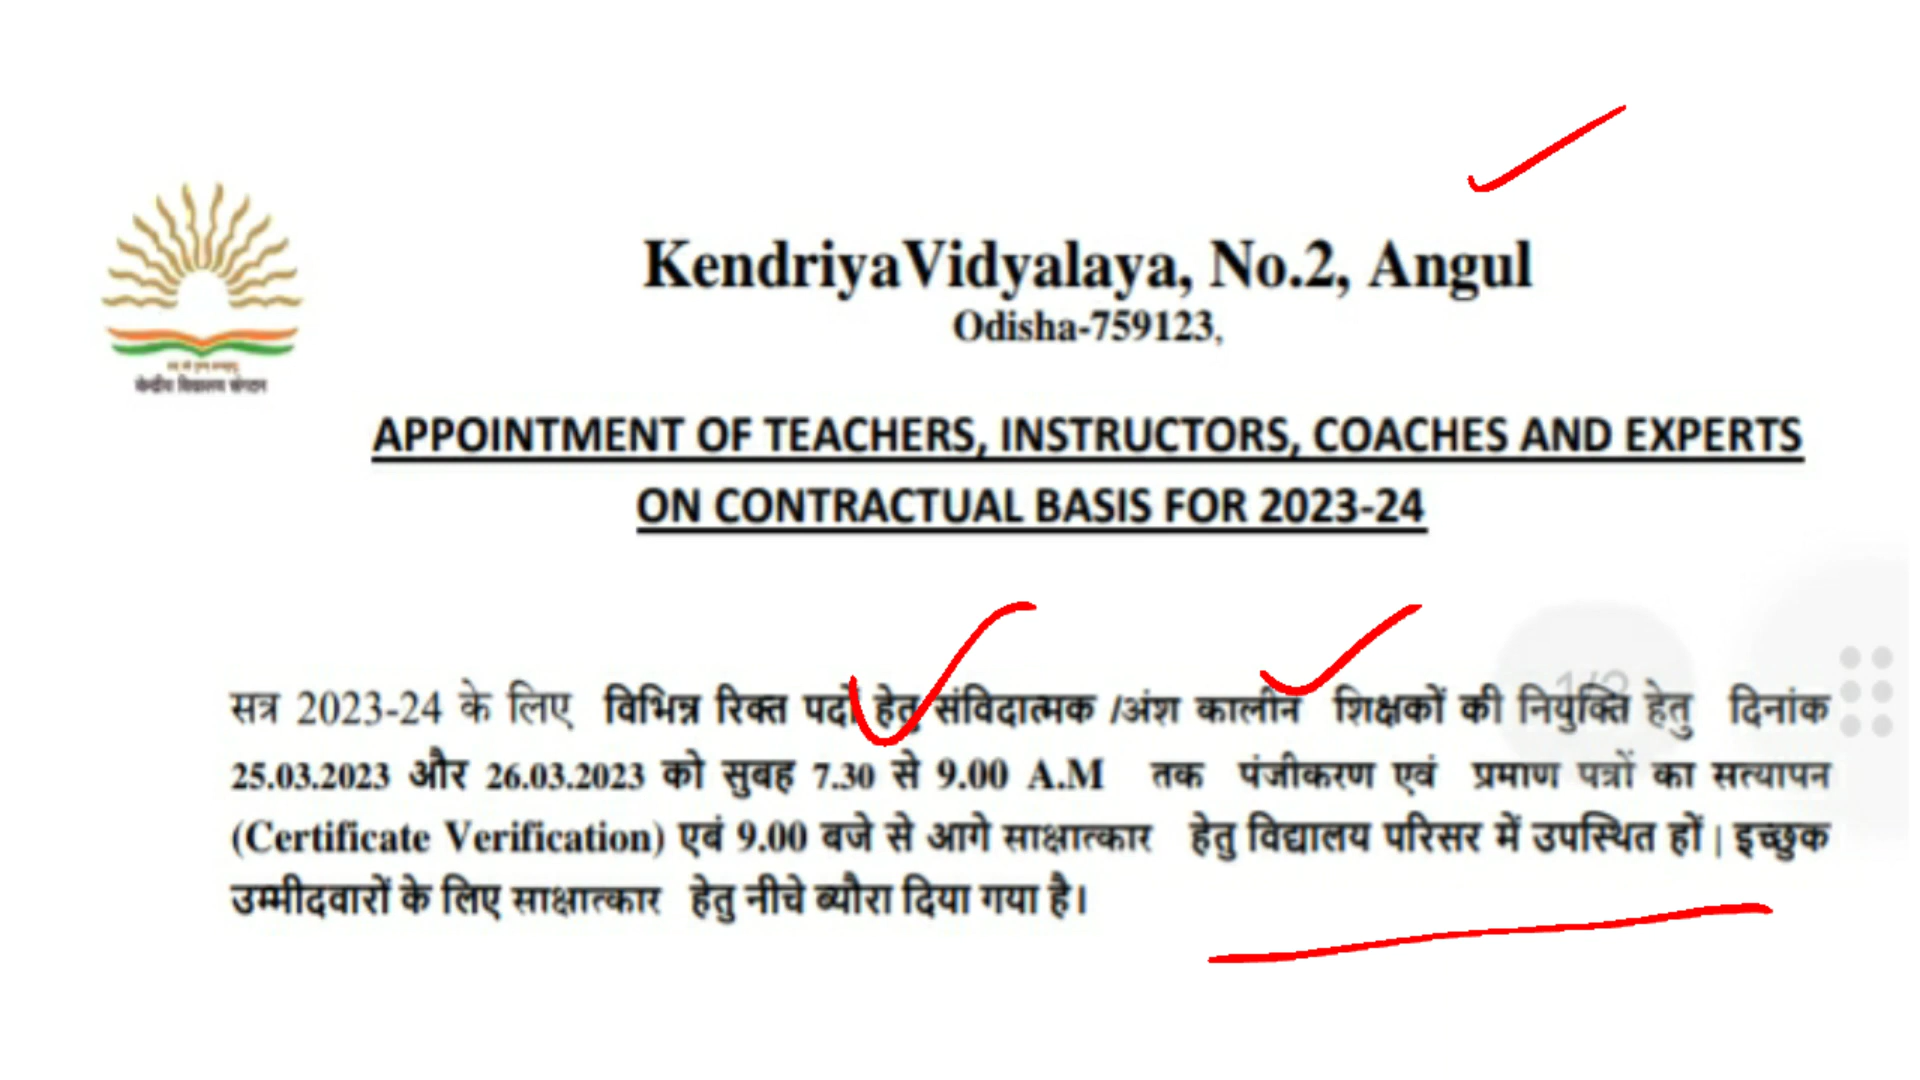 KendriyaVidyalaya, No.2, Angul
Odisha-759123,
केन्द्रीय विद्यालय संगठन
APPOINTMENT OF TEACHERS, INSTRUCTORS, COACHES AND EXPERTS
ON CONTRACTUAL BASIS FOR 2023-24
सत्र 2023-24 के लिए विभिन्न रिक्त पदों हेतु संविदात्मक /अंश कालीन शिक्षकों की नियुक्ति हेतु दिनांक
25.03.2023 और 26.03.2023 को सुबह 7.30 से 9.00 A.M तक पंजीकरण एवं प्रमाण पत्रों का सत्यापन
(Certificate Verification) एवं 9.00 बजे से आगे साक्षात्कार हेतु विद्यालय परिसर में उपस्थित हों | इच्छुक
उम्मीदवारों के लिए साक्षात्कार हेतु नीचे ब्यौरा दिया गया है।